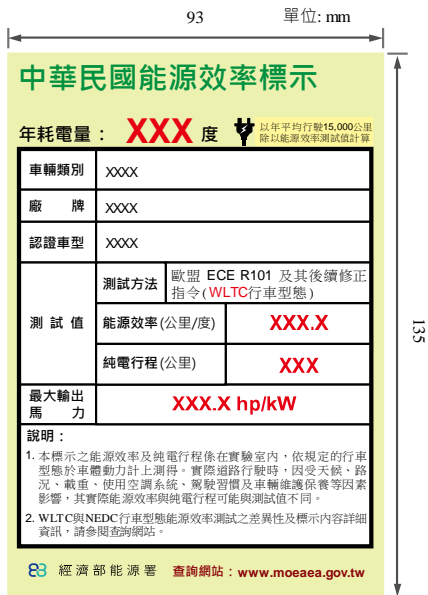 93
單位: mm
中華民國能源效率標示
年耗電量： XXX 度
以年平均行駛15,000公里
除以能源效率測試值計算
車輛類別 XXXX
廠 牌 XXXX
認證車型 XXXX
測 試 值
測試方法
歐盟 ECE R101 及其後續修正
指令(WLTC行車型態)
能源效率(公里/度) XXX.X
純電行程(公里) XXX
最大輸出
馬 力
XXX.X hp/kW
說明：
1. 本標示之能源效率及純電行程係在實驗室內，依規定的行車
型態於車體動力計上測得。實際道路行駛時，因受天候、路
況、載重、使用空調系統、駕駛習慣及車輛維護保養等因素
影響，其實際能源效率與純電行程可能與測試值不同。
2. WLTC與NEDC行車型態能源效率測試之差異性及標示內容詳細
資訊，請參閱查詢網站。
經濟部能源署 查詢網站：www.moeaea.gov.tw
135